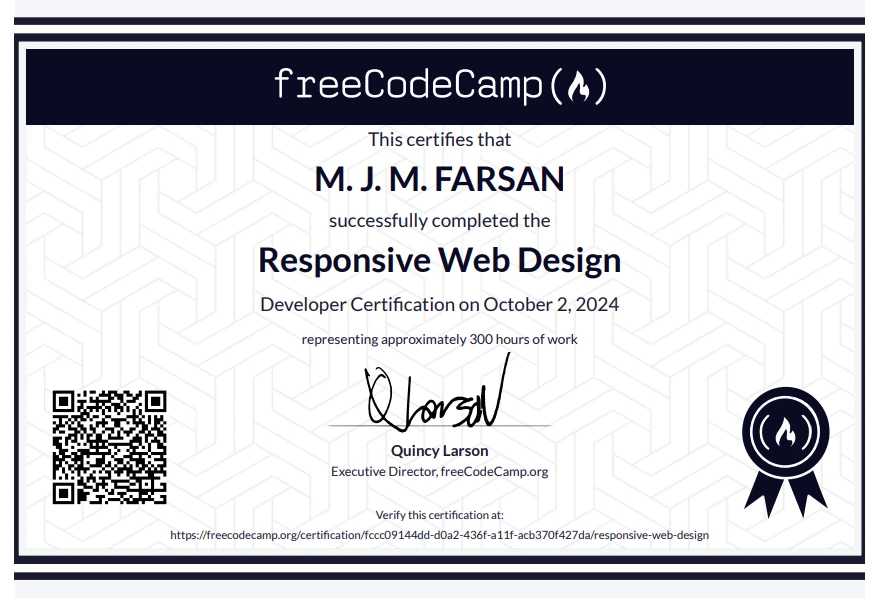 freeCodeCamp
This certifies that
M. J. M. FARSAN
successfully completed the
Responsive Web Design
Developer Certification on October 2, 2024
representing approximately 300 hours of work
Quincy Larson
Executive Director, freeCodeCamp.org
Verify this certification at:
https://freecodecamp.org/certification/fccc09144dd-d0a2-436f-a11f-acb370f427da/responsive-web-design